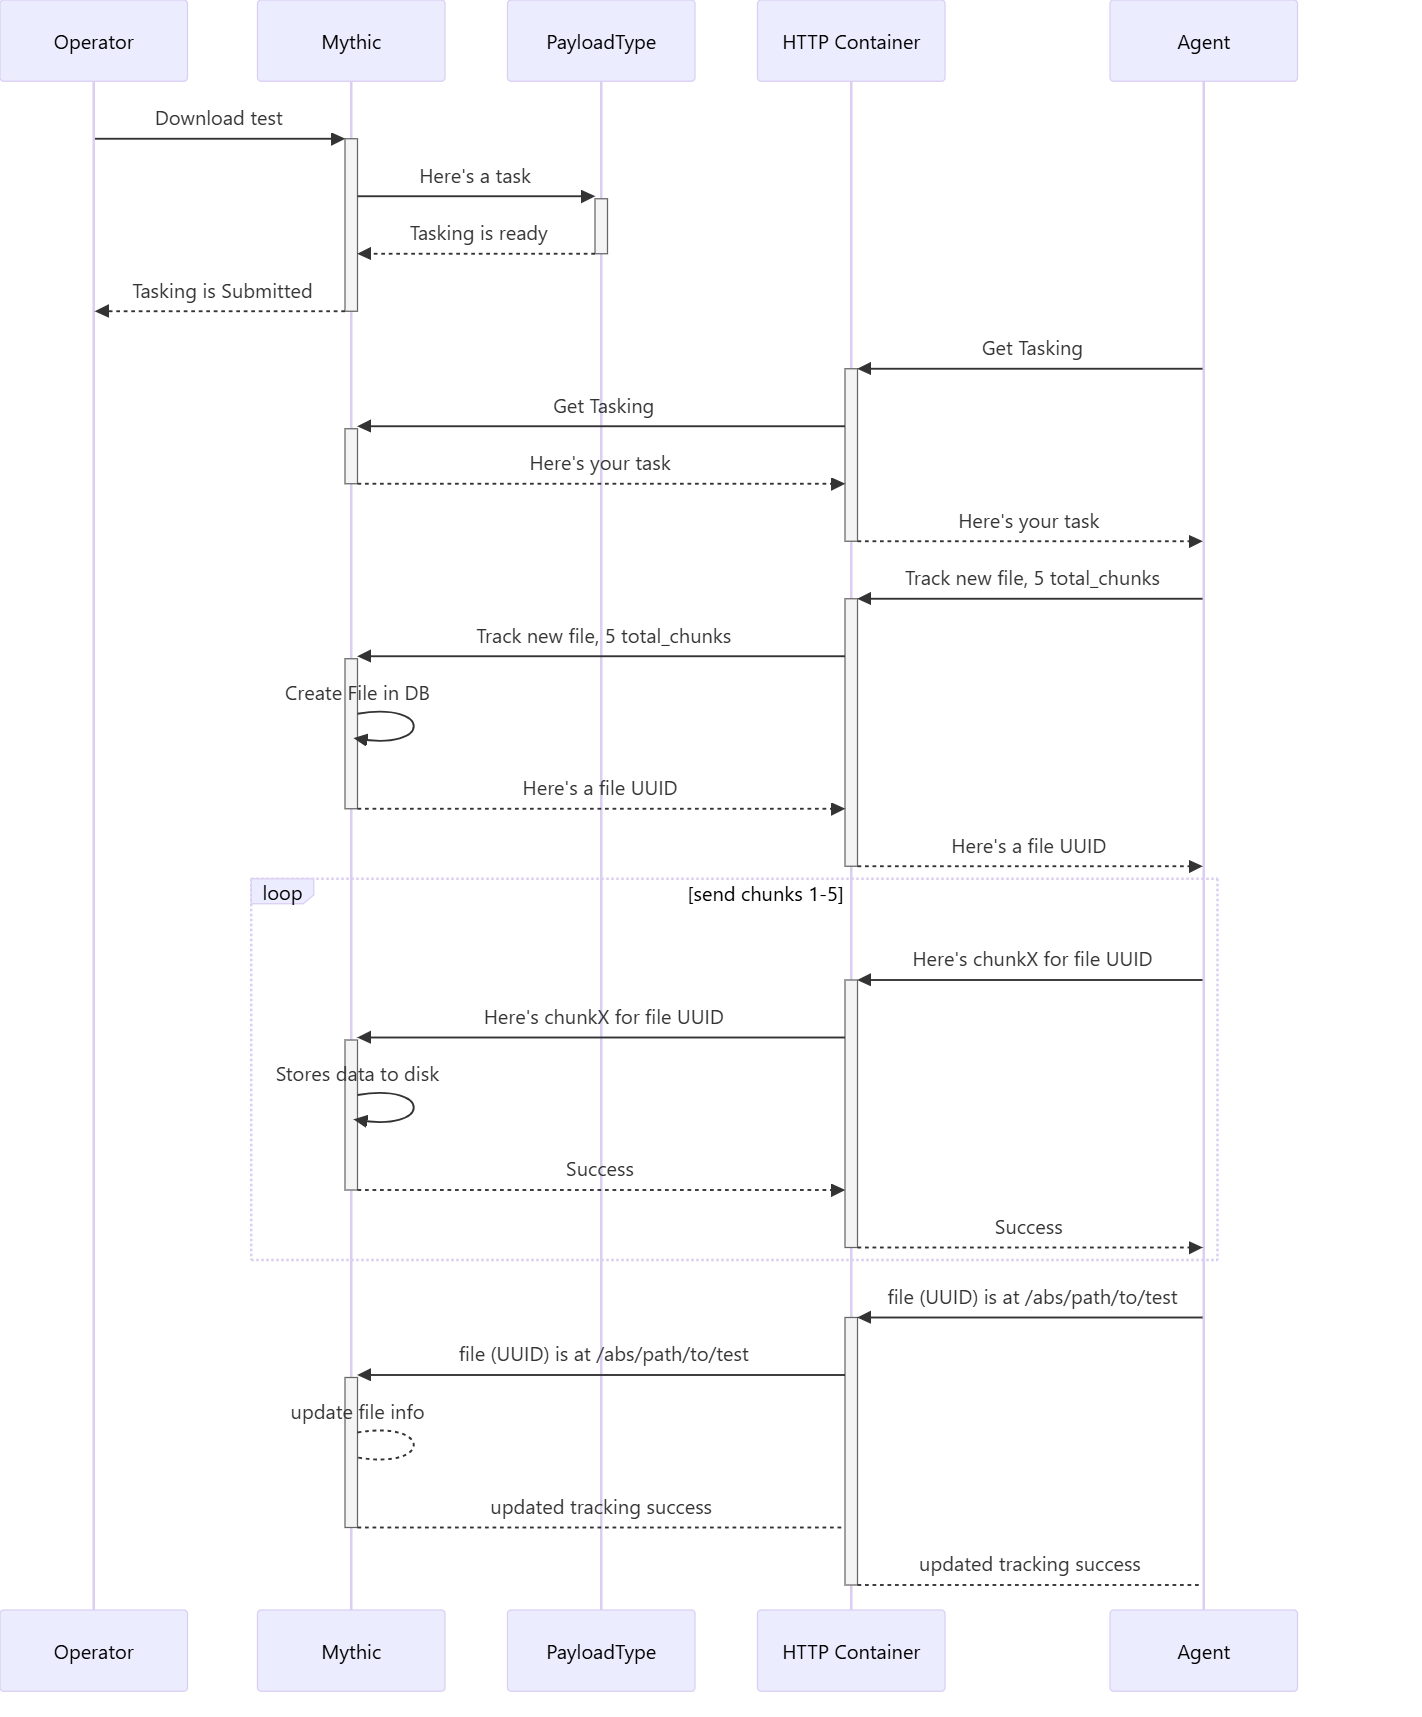 Operator
Mythic
PayloadType
HTTP Container
Agent
Download test
Here's a task
Tasking is ready
Tasking is Submitted
Get Tasking
Get Tasking
Here's your task
Here's your task
Track new file, 5 total_chunks
Track new file, 5 total_chunks
Create File in DB
Here's a file UUID
Here's a file UUID
loop
[send chunks 1-5]
Here's chunkX for file UUID
Here's chunkX for file UUID
Stores data to disk
Success
Success
file (UUID) is at /abs/path/to/test
file (UUID) is at /abs/path/to/test
update file info
updated tracking success
updated tracking success
Operator
Mythic
PayloadType
HTTP Container
Agent